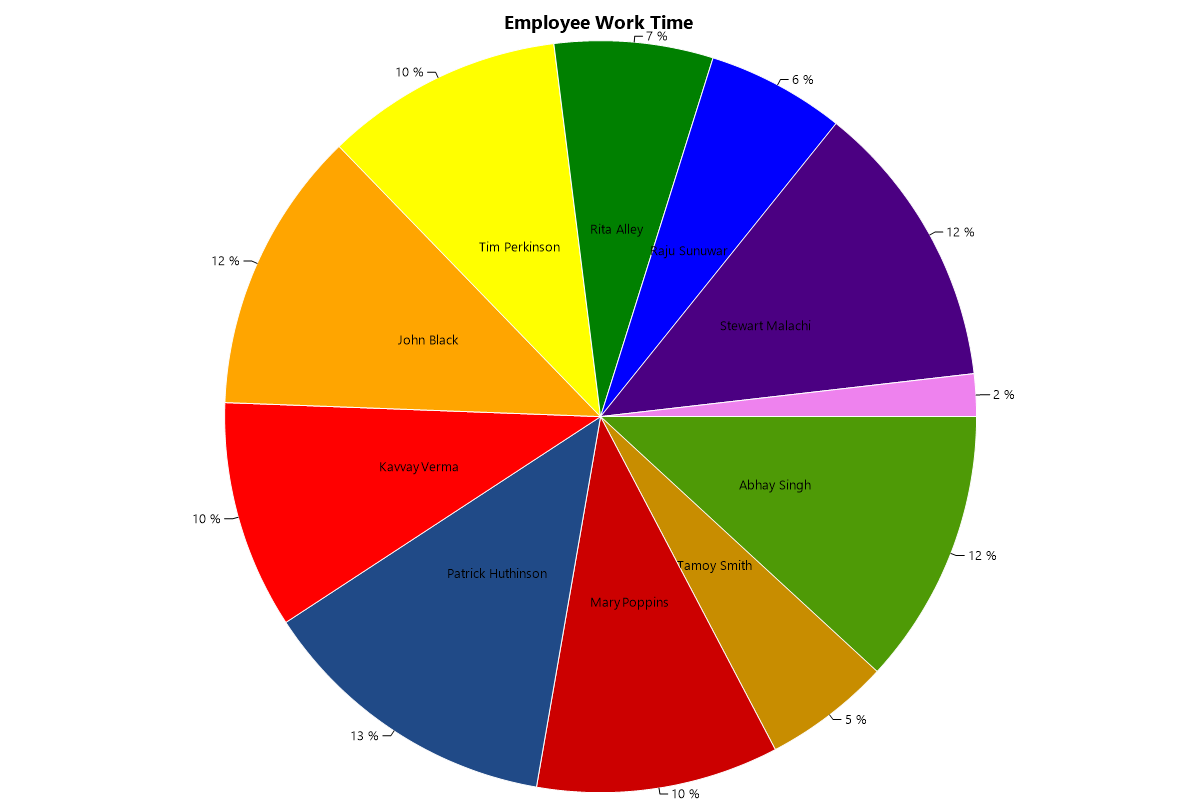 Employee Work Time
7 %
10 %
6 %
Rita Alley
Tim Perkinson
Raju Sunuwar
12 %
12 %
Stewart Malachi
John Black
2 %
Kavvay Verma
Abhay Singh
10 %
12 %
Tamoy Smith
Patrick Huthinson
Mary Poppins
5 %
13 %
10 %